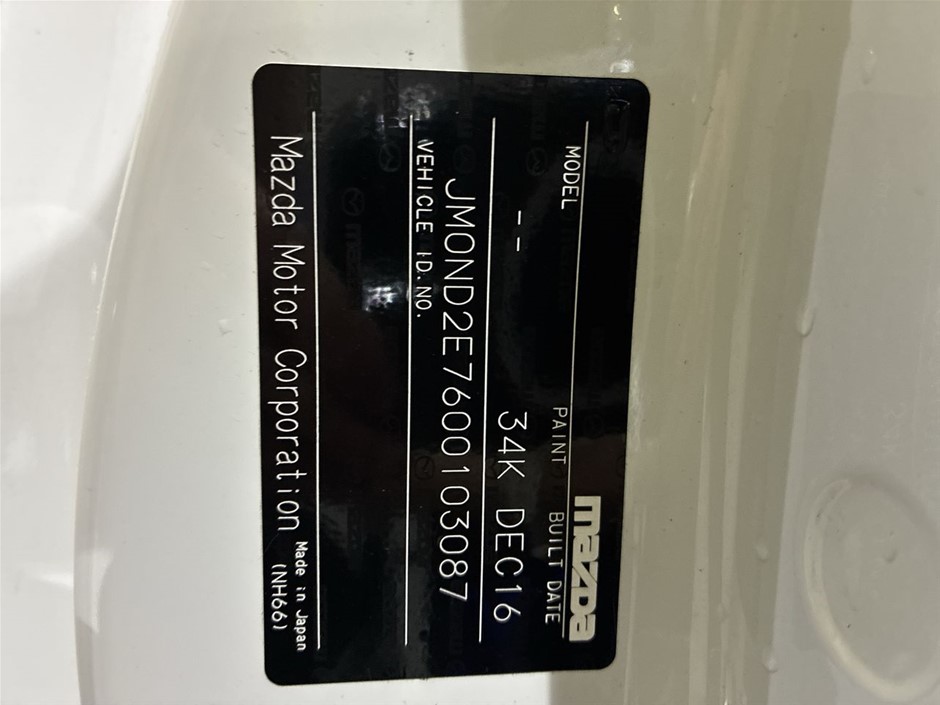 mazda
MODEL PAINT BUILT DATE
-- 34K DEC16
JM0ND2E7600103087
VEHICLE ID.NO.
Mazda Motor Corporation Made in Japan
(NH66)